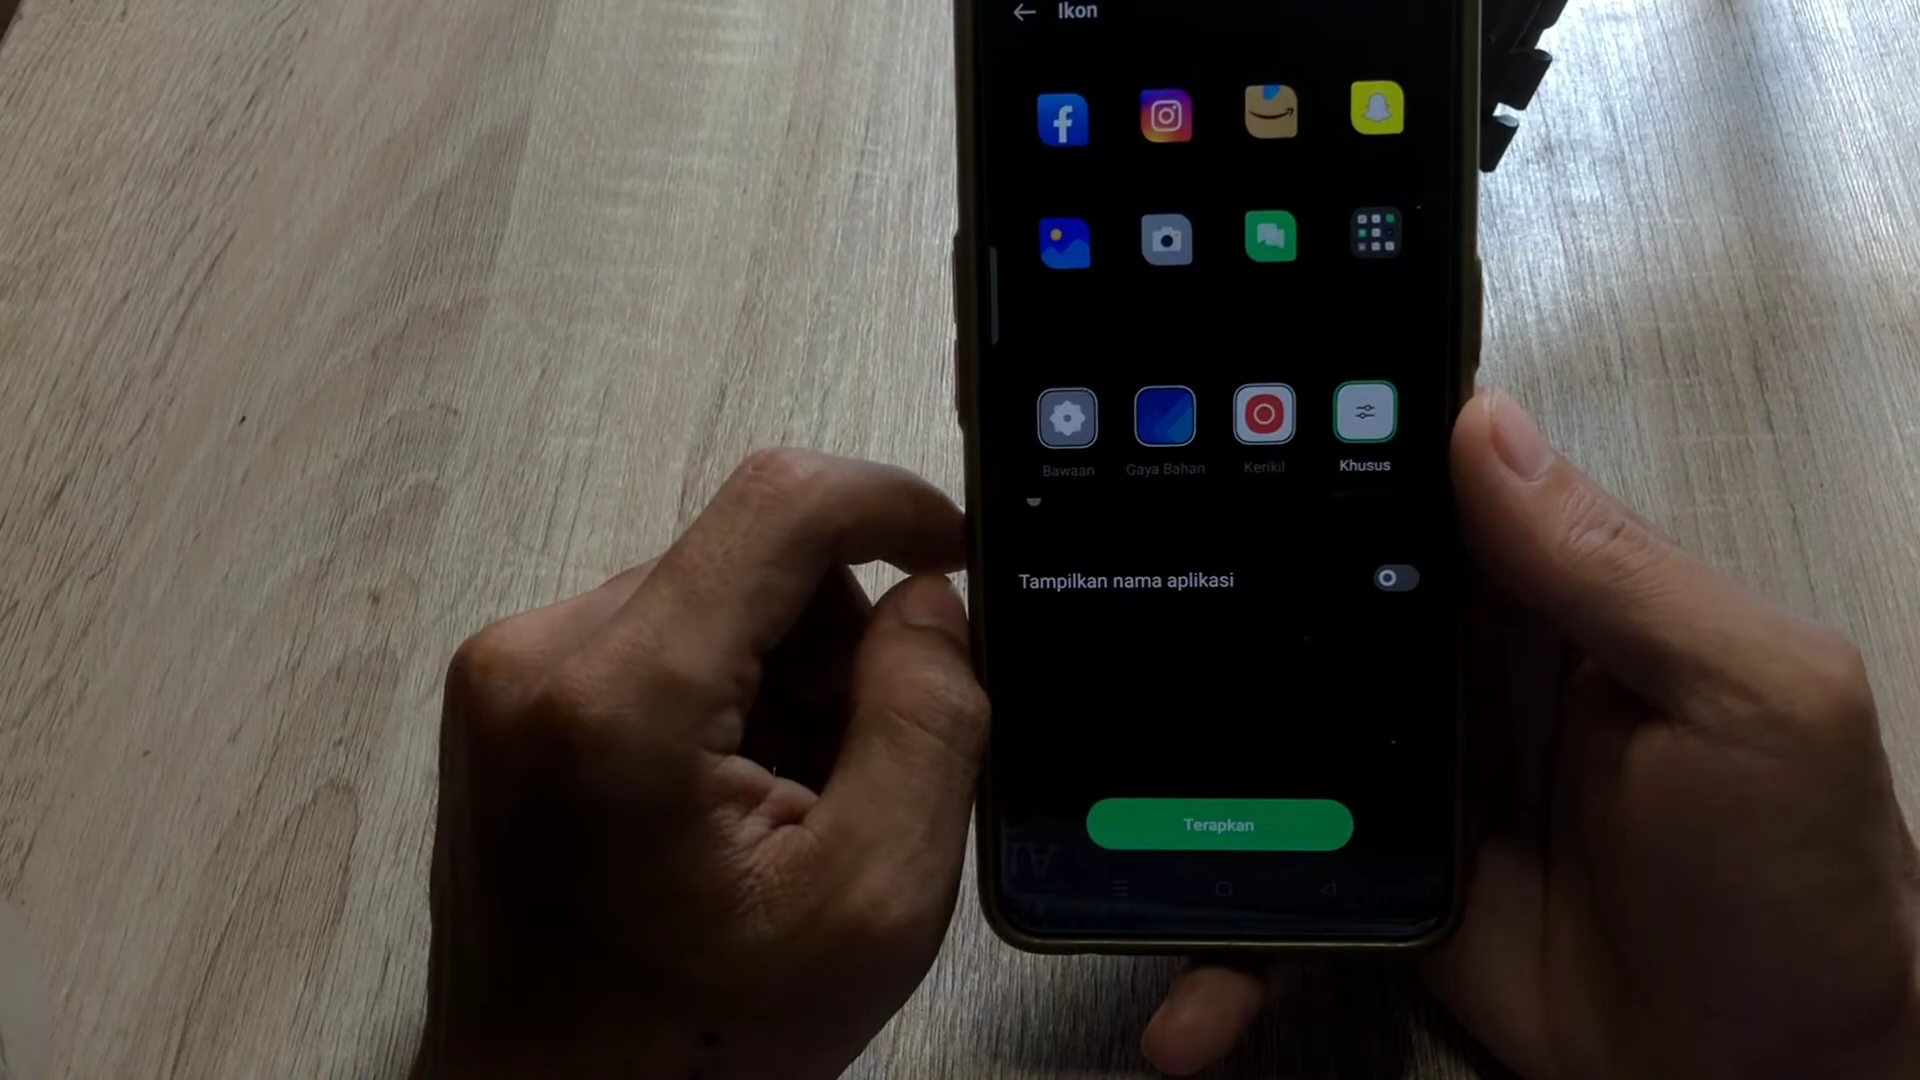 Ikon
Bawaan
Gaya Bahan
Kerikil
Khusus
Tampilkan nama aplikasi
Terapkan